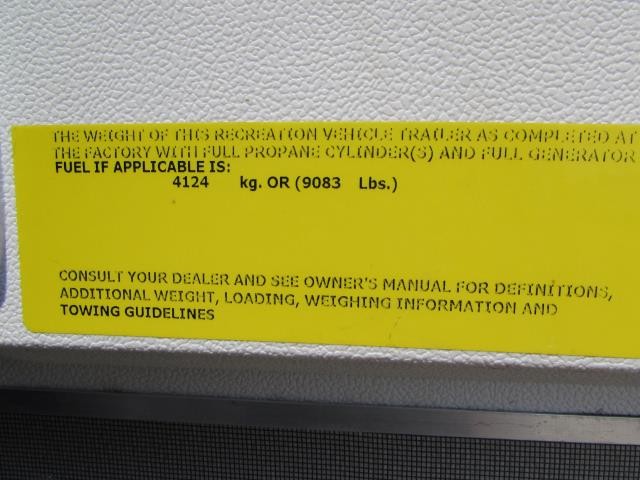 THE WEIGHT OF THIS RECREATION VEHICLE TRAILER AS COMPLETED AT
THE FACTORY WITH FULL PROPANE CYLINDER(S) AND FULL GENERATOR
FUEL IF APPLICABLE IS:
4124 kg. OR (9083 Lbs.)
CONSULT YOUR DEALER AND SEE OWNER'S MANUAL FOR DEFINITIONS,
ADDITIONAL WEIGHT, LOADING, WEIGHING INFORMATION AND
TOWING GUIDELINES